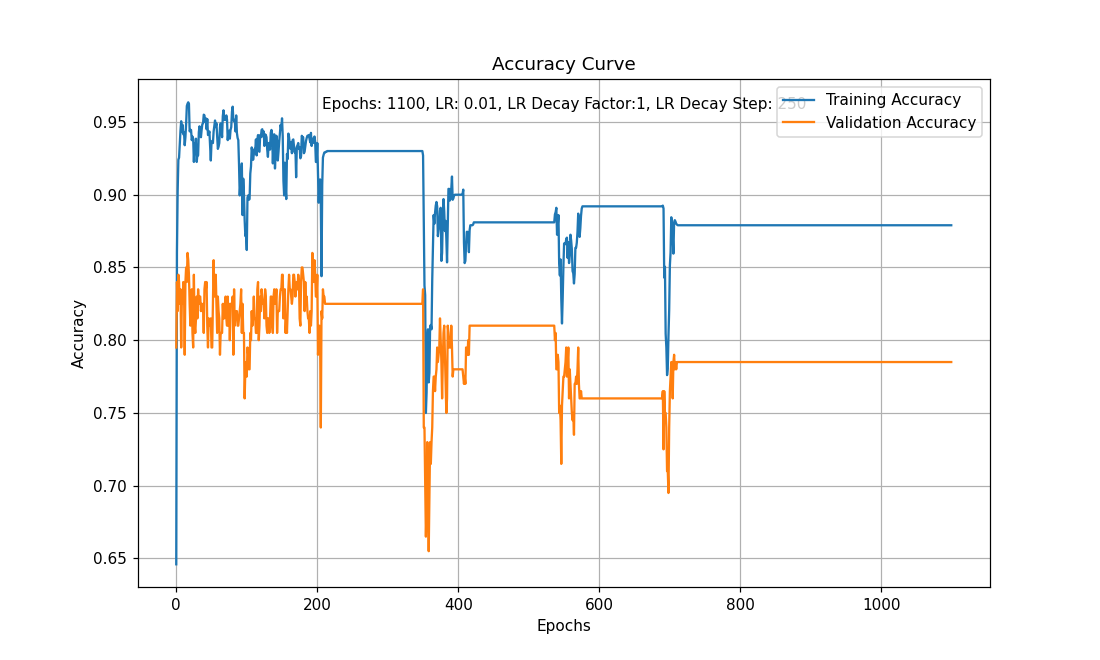 Accuracy Curve
Epochs: 1100, LR: 0.01, LR Decay Factor:1, LR Decay Step: 250
Training Accuracy
Validation Accuracy
Accuracy
0.95
0.90
0.85
0.80
0.75
0.70
0.65
0 200 400 600 800 1000
Epochs